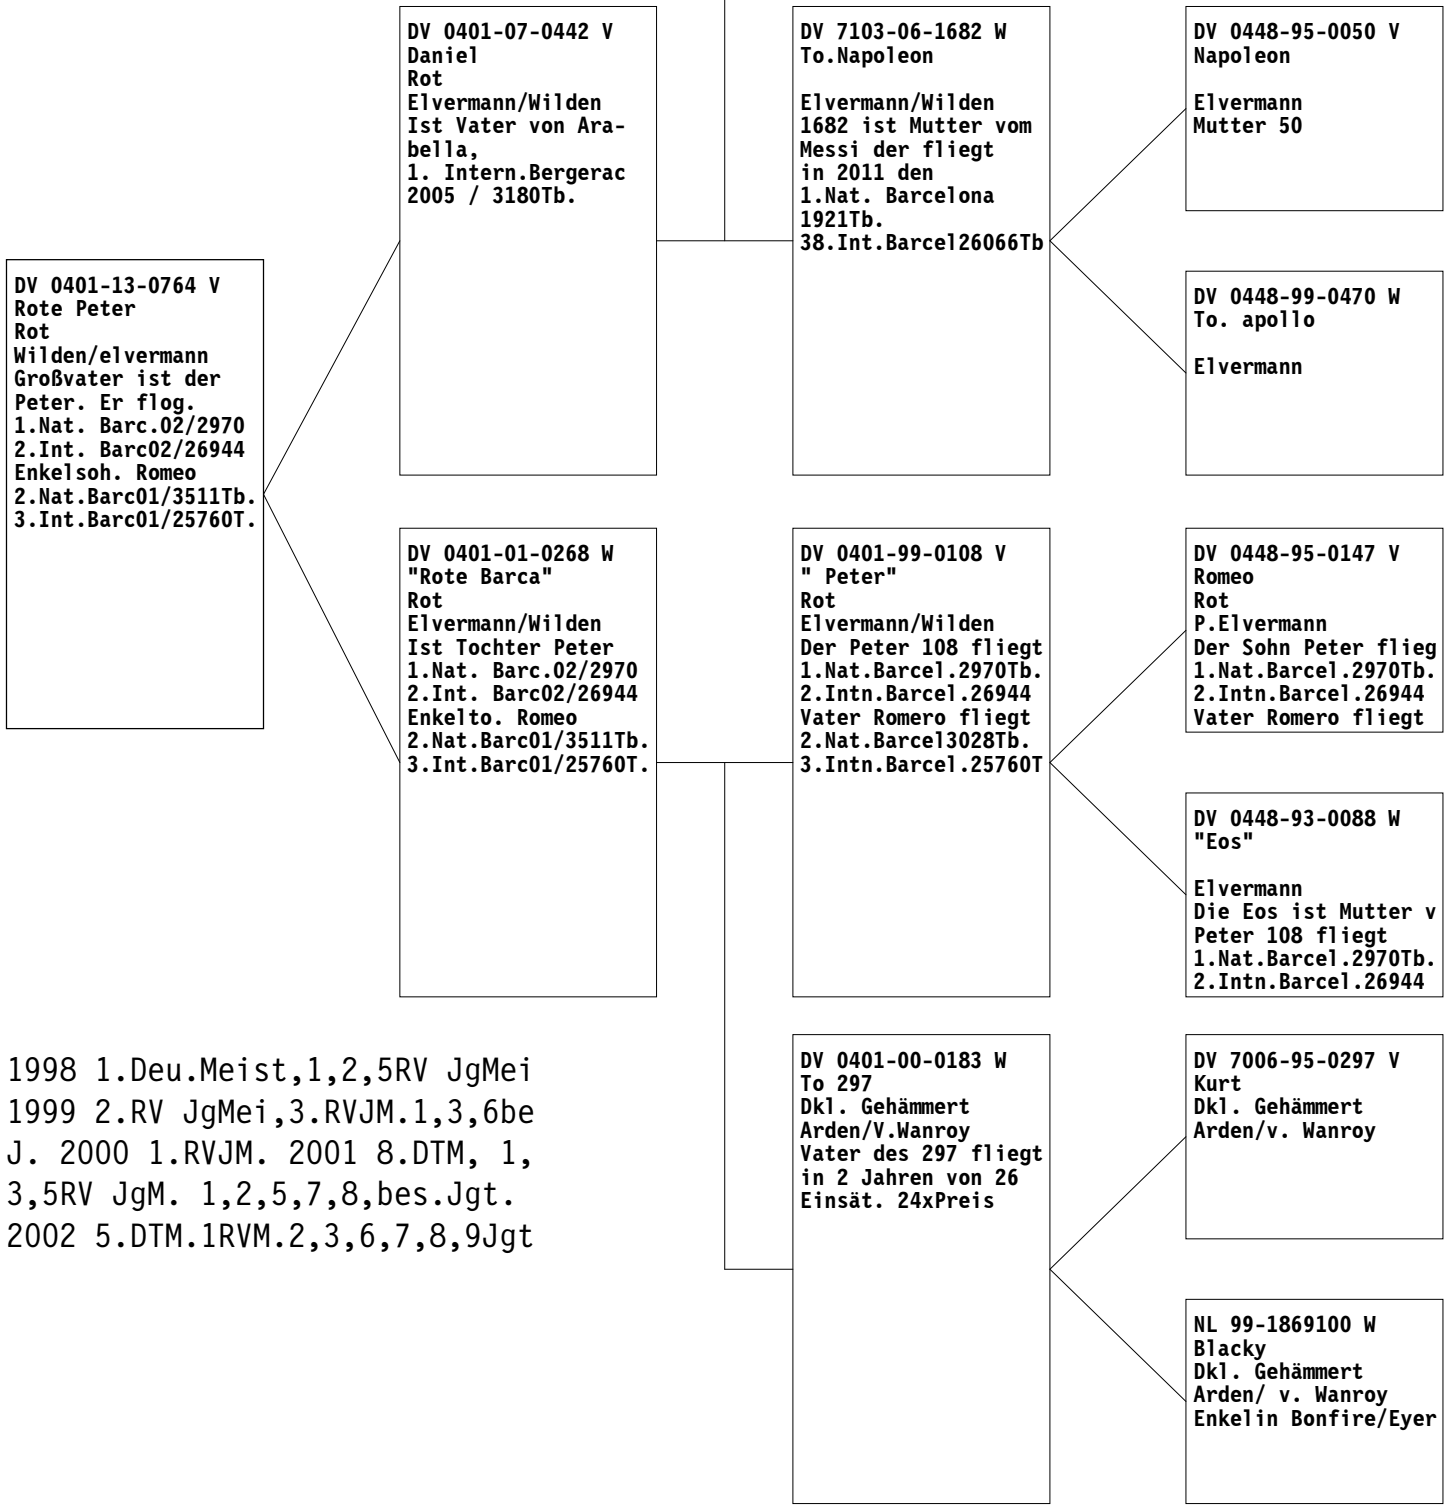 DV 0401-13-0764 V
Rote Peter
Rot
Wilden/elvermann
Großvater ist der
Peter. Er flog.
1.Nat. Barc.02/2970
2.Int. Barc02/26944
Enkelsoh. Romeo
2.Nat.Barc01/3511Tb.
3.Int.Barc01/25760T.
DV 0401-07-0442 V
Daniel
Rot
Elvermann/Wilden
Ist Vater von Ara-
bella,
1. Intern.Bergerac
2005 / 3180Tb.
DV 0401-01-0268 W
"Rote Barca"
Rot
Elvermann/Wilden
Ist Tochter Peter
1.Nat. Barc.02/2970
2.Int. Barc02/26944
Enkelto. Romeo
2.Nat.Barc01/3511Tb.
3.Int.Barc01/25760T.
DV 7103-06-1682 W
To.Napoleon
Elvermann/Wilden
1682 ist Mutter vom
Messi der fliegt
in 2011 den
1.Nat. Barcelona
1921Tb.
38.Int.Barcel26066Tb
DV 0401-99-0108 V
" Peter"
Rot
Elvermann/Wilden
Der Peter 108 fliegt
1.Nat.Barcel.2970Tb.
2.Intn.Barcel.26944
Vater Romero fliegt
2.Nat.Barcel3028Tb.
3.Intn.Barcel.25760T
DV 0401-00-0183 W
To 297
Dkl. Gehämmert
Arden/V.Wanroy
Vater des 297 fliegt
in 2 Jahren von 26
Einsät. 24xPreis
DV 0448-95-0050 V
Napoleon
Elvermann
Mutter 50
DV 0448-99-0470 W
To. apollo
Elvermann
DV 0448-95-0147 V
Romeo
Rot
P.Elvermann
Der Sohn Peter flieg
1.Nat.Barcel.2970Tb.
2.Intn.Barcel.26944
Vater Romero fliegt
DV 0448-93-0088 W
"Eos"
Elvermann
Die Eos ist Mutter v
Peter 108 fliegt
1.Nat.Barcel.2970Tb.
2.Intn.Barcel.26944
DV 7006-95-0297 V
Kurt
Dkl. Gehämmert
Arden/v. Wanroy
NL 99-1869100 W
Blacky
Dkl. Gehämmert
Arden/ v. Wanroy
Enkelin Bonfire/Eyer
1998 1.Deu.Meist,1,2,5RV JgMei
1999 2.RV JgMei,3.RVJM.1,3,6be
J. 2000 1.RVJM. 2001 8.DTM, 1,
3,5RV JgM. 1,2,5,7,8,bes.Jgt.
2002 5.DTM.1RVM.2,3,6,7,8,9Jgt